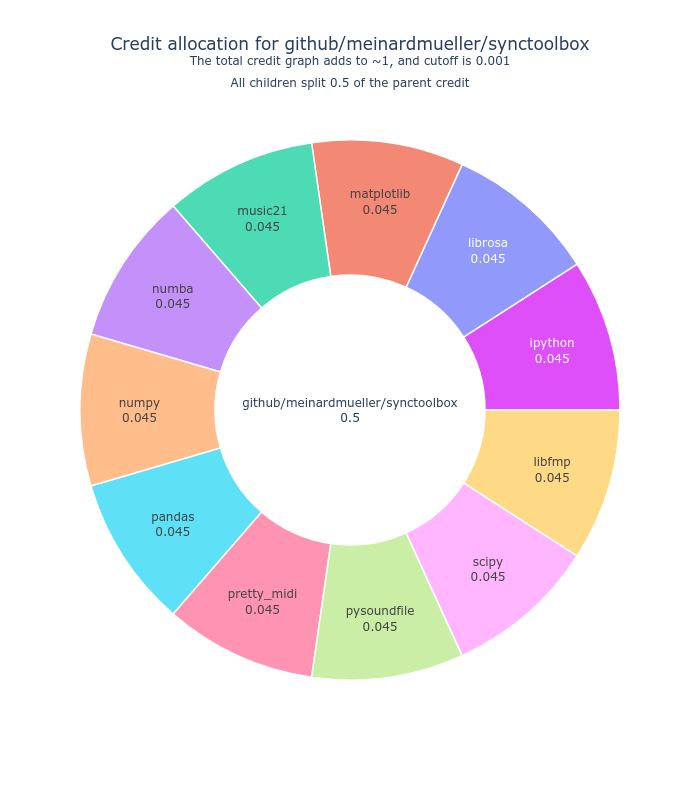 Credit allocation for github/meinardmueller/synctoolbox
The total credit graph adds to ~1, and cutoff is 0.001
All children split 0.5 of the parent credit
matplotlib
0.045
music21
0.045
librosa
0.045
numba
0.045
ipython
0.045
numpy
0.045
github/meinardmueller/synctoolbox
0.5
libfmp
0.045
pandas
0.045
scipy
0.045
pretty_midi
0.045
pysoundfile
0.045